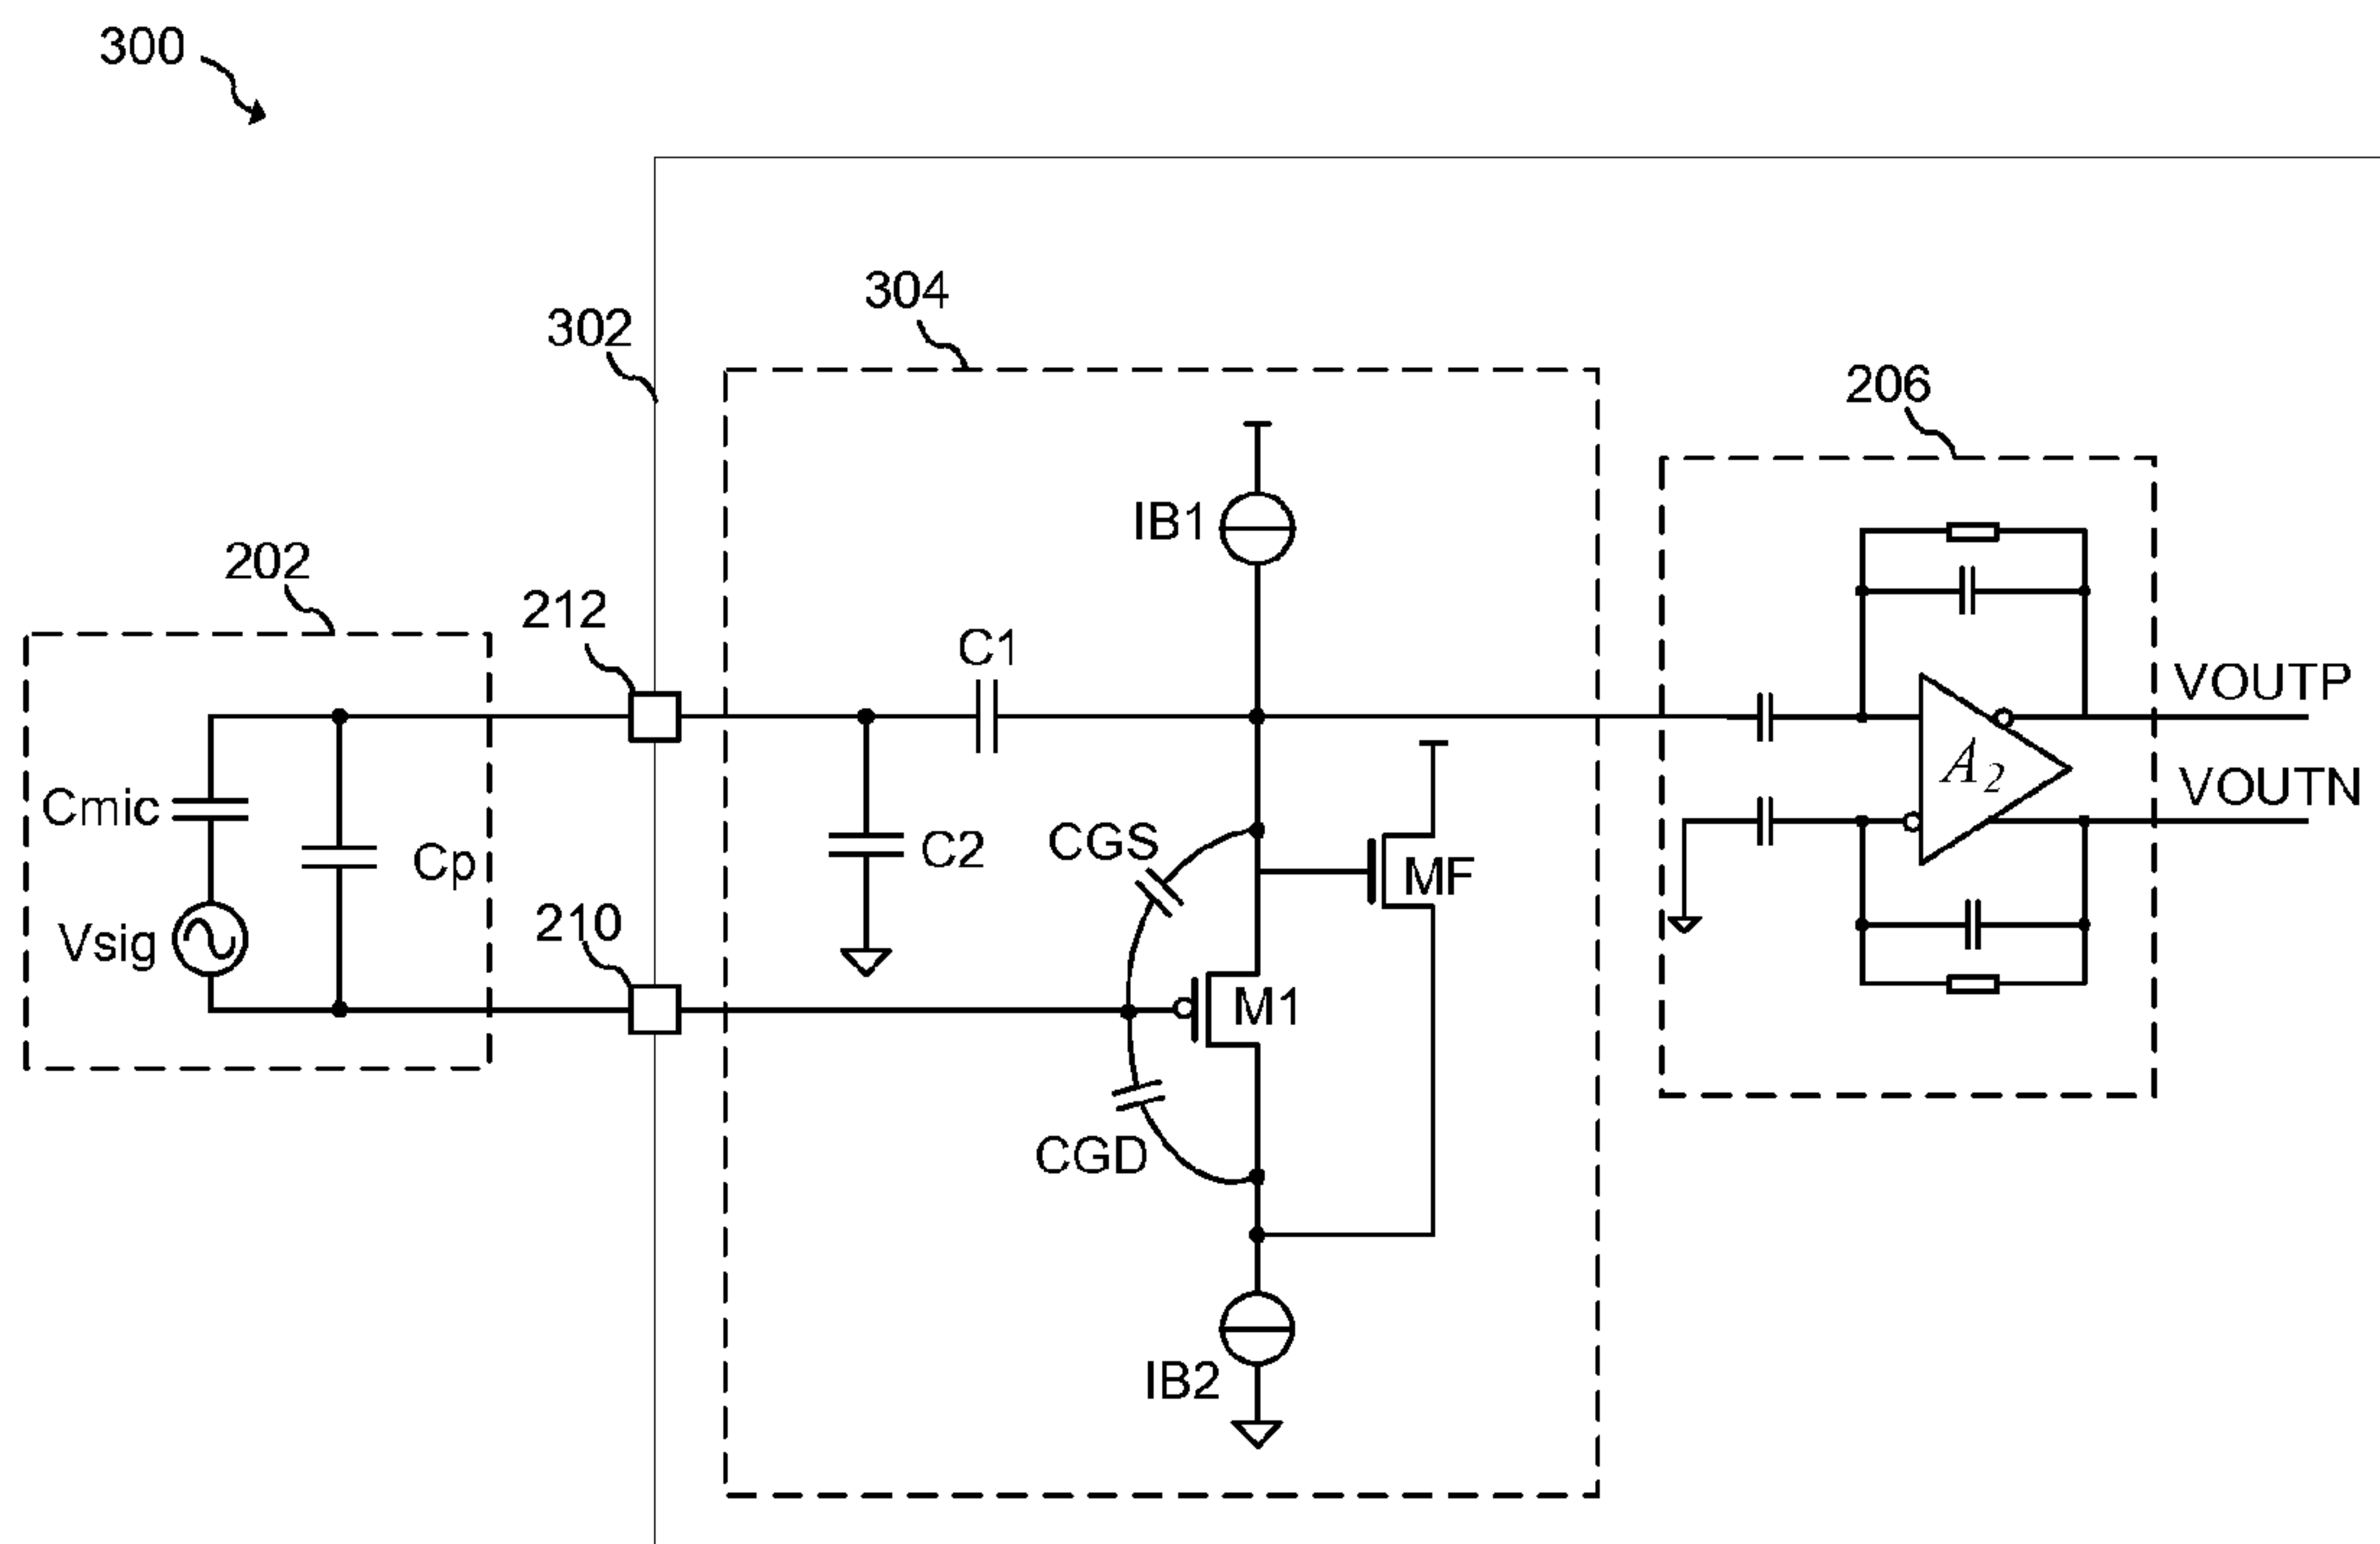 300
304
302
206
IB1
202
212
C1
VOUTP
A2
VOUTN
Cmic
CGS
C2
MF
Cp
210
Vsig
M1
CGD
IB2